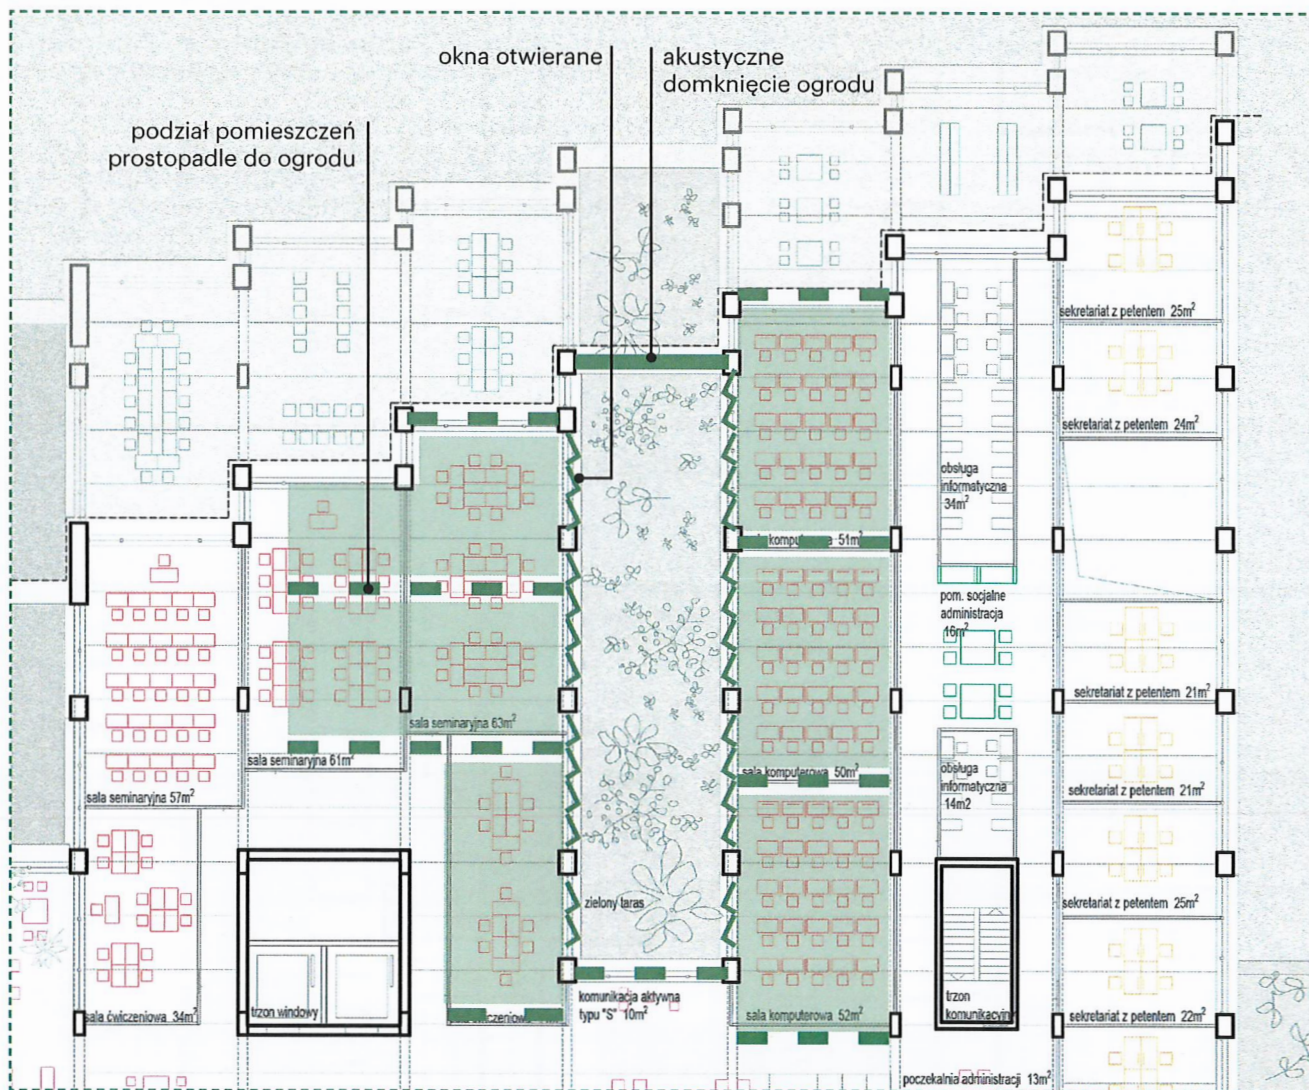 okna otwierane
akustyczne
domknięcie ogrodu
podział pomieszczeń
prostopadle do ogrodu
sekretariat z petentem 25m²
sekretariat z petentem 24m²
obsługa
informatyczna
34m²
komputerowa 51m²
pom. socjalne
administracja
16m²
sekretariat z petentem 21m²
sala seminaryjna 63m²
sala seminaryjna 61m²
sala komputerowa 50m²
obsługa
informatyczna
14m2
sekretariat z petentem 21m²
sala seminaryjna 57m²
zielony taras
sekretariat z petentem 25m²
komunikacja aktywna
typu "S" 10m²
trzon
komunikacyjny
sala ćwiczeniowa 34m²
trzon windowy
ćwiczeniowa
sala komputerowa 52m²
sekretariat z petentem 22m²
poczekalnia administracji 13m²